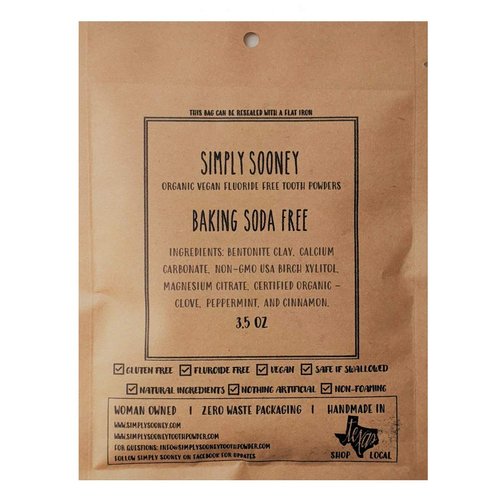 THIS BAG CAN BE RESEALED WITH A FLAT IRON
SIMPLY SOONEY
ORGANIC VEGAN FLUORIDE FREE TOOTH POWDERS
BAKING SODA FREE
INGREDIENTS: BENTONITE CLAY, CALCIUM
CARBONATE, NON-GMO USA BIRCH XYLITOL,
MAGNESIUM CITRATE, CERTIFIED ORGANIC –
CLOVE, PEPPERMINT, AND CINNAMON.
3.5 OZ
GLUTEN FREE FLUROIDE FREE VEGAN SAFE IF SWALLOWED
NATURAL INGREDIENTS NOTHING ARTIFICIAL NON-FOAMING
WOMAN OWNED | ZERO WASTE PACKAGING | HANDMADE IN
WWW.SIMPLYSOONEY.COM
WWW.SIMPLYSOONEYTOOTHPOWDER.COM
FOR QUESTIONS: INFO@SIMPLYSOONEYTOOTHPOWDER.COM
FOLLOW SIMPLY SOONEY ON FACEBOOK FOR UPDATES
Texas
SHOP LOCAL